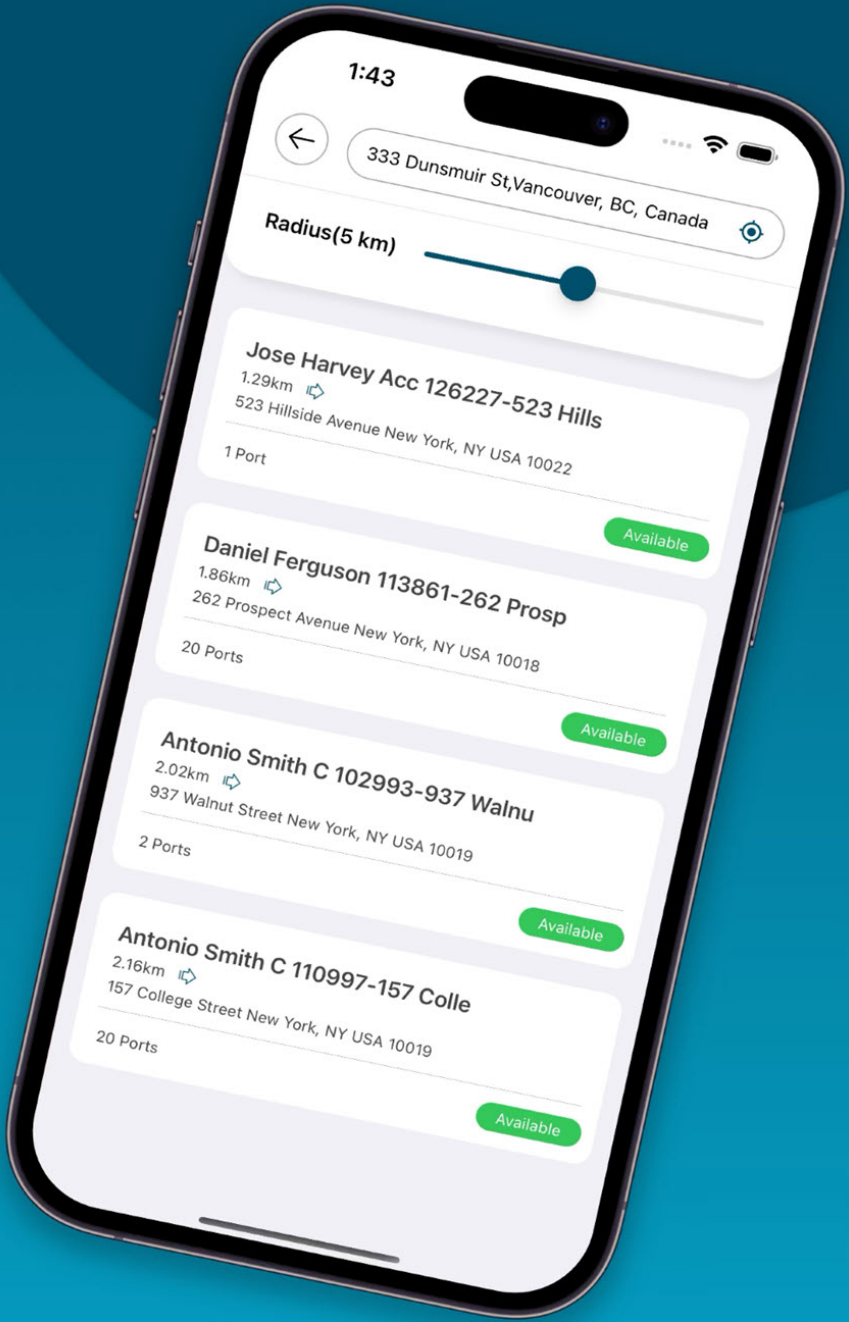 1:43
333 Dunsmuir St,Vancouver, BC, Canada
Radius(5 km)
Jose Harvey Acc 126227-523 Hills
1.29km
523 Hillside Avenue New York, NY USA 10022
1 Port
Available
Daniel Ferguson 113861-262 Prosp
1.86km
262 Prospect Avenue New York, NY USA 10018
20 Ports
Available
Antonio Smith C 102993-937 Walnu
2.02km
937 Walnut Street New York, NY USA 10019
2 Ports
Available
Antonio Smith C 110997-157 Colle
2.16km
157 College Street New York, NY USA 10019
20 Ports
Available